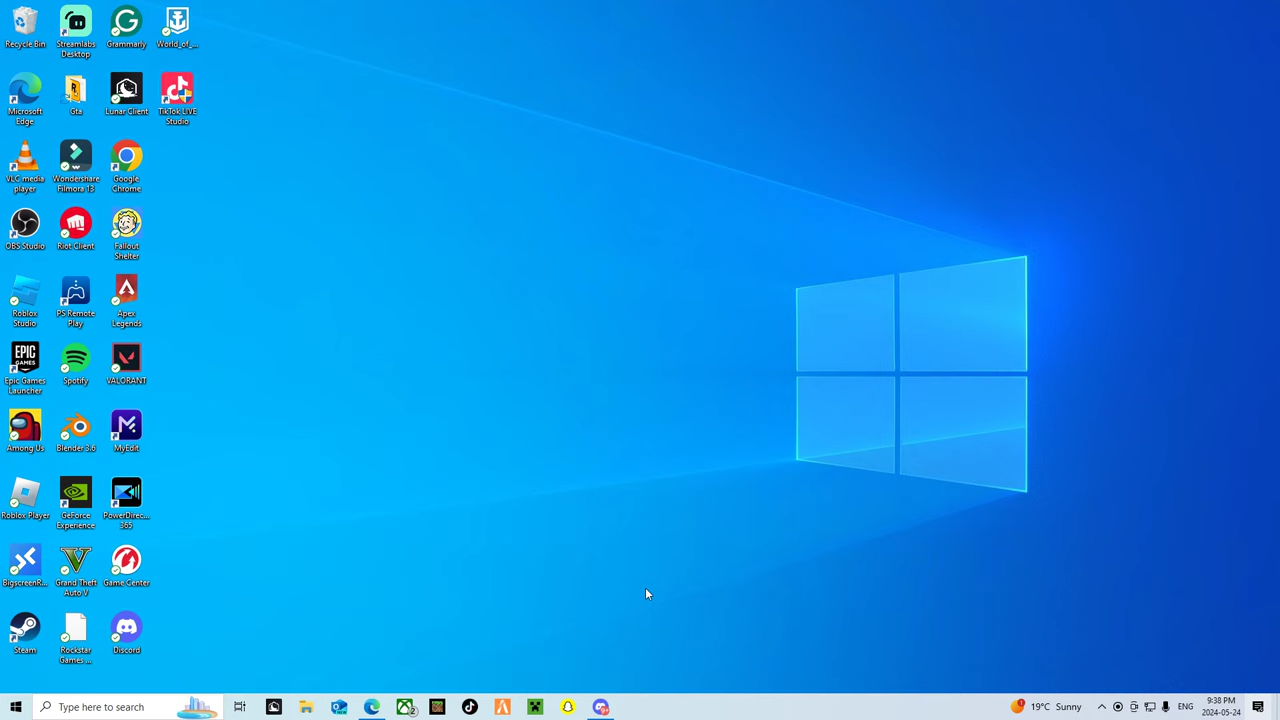 Recycle Bin
Streamlabs Desktop
Grammarly
World_of_...
Microsoft Edge
Gta
Lunar Client
TikTok LIVE Studio
VLC media player
Wondershare Filmora 13
Google Chrome
OBS Studio
Riot Client
Fallout Shelter
Roblox Studio
PS Remote Play
Apex Legends
EPIC GAMES
Epic Games Launcher
Spotify
VALORANT
Among Us
Blender 3.6
MyEdit
Roblox Player
GeForce Experience
PowerDirec... 365
BigscreenR...
Grand Theft Auto V
Game Center
Steam
Rockstar Games ...
Discord
Type here to search
2
19°C Sunny
ENG
9:38 PM
2024-05-24